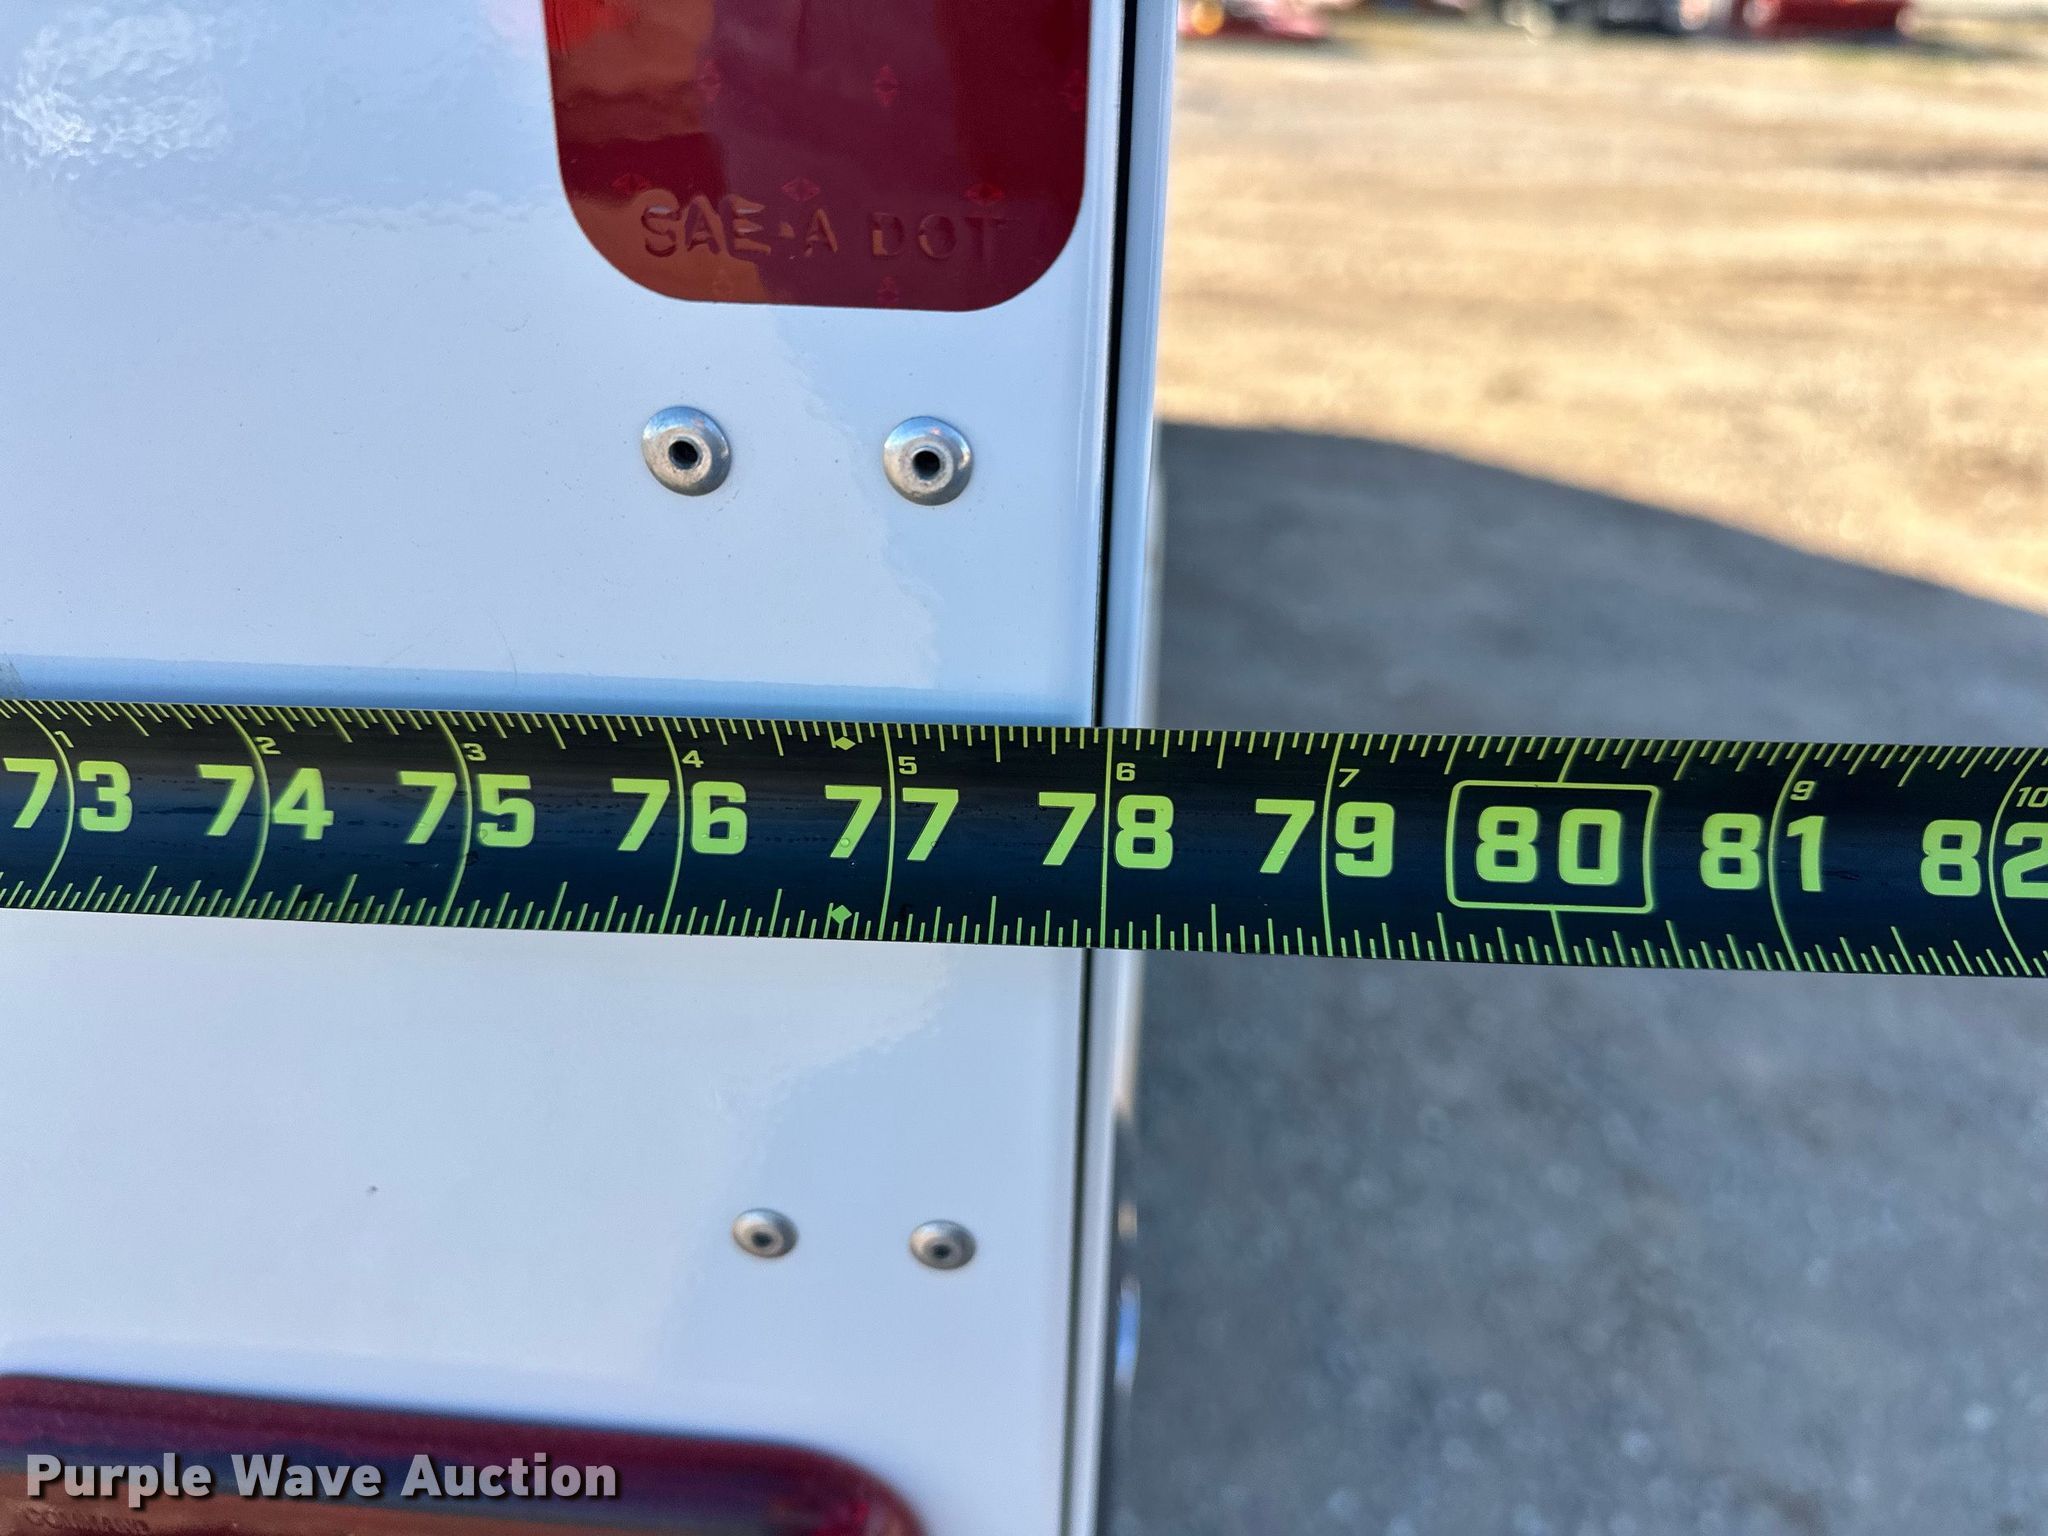 SAE-A DOT
1 2 3 4 5 6 7 9 10
73 74 75 76 77 78 79 80 81 82
Purple Wave Auction
COMMAND